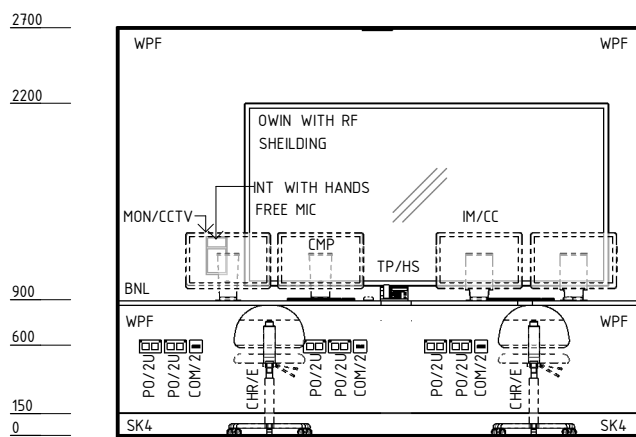 2700
WPF WPF
2200
OWIN WITH RF
SHEILDING
INT WITH HANDS
FREE MIC
MON/CCTV
IM/CC
CMP
TP/HS
BNL
900
WPF WPF
600
PO/2U
PO/2U
COM/2
CHR/E
PO/2U
PO/2U
COM/2
PO/2U
PO/2U
COM/2
CHR/E
150
SK4 SK4
0